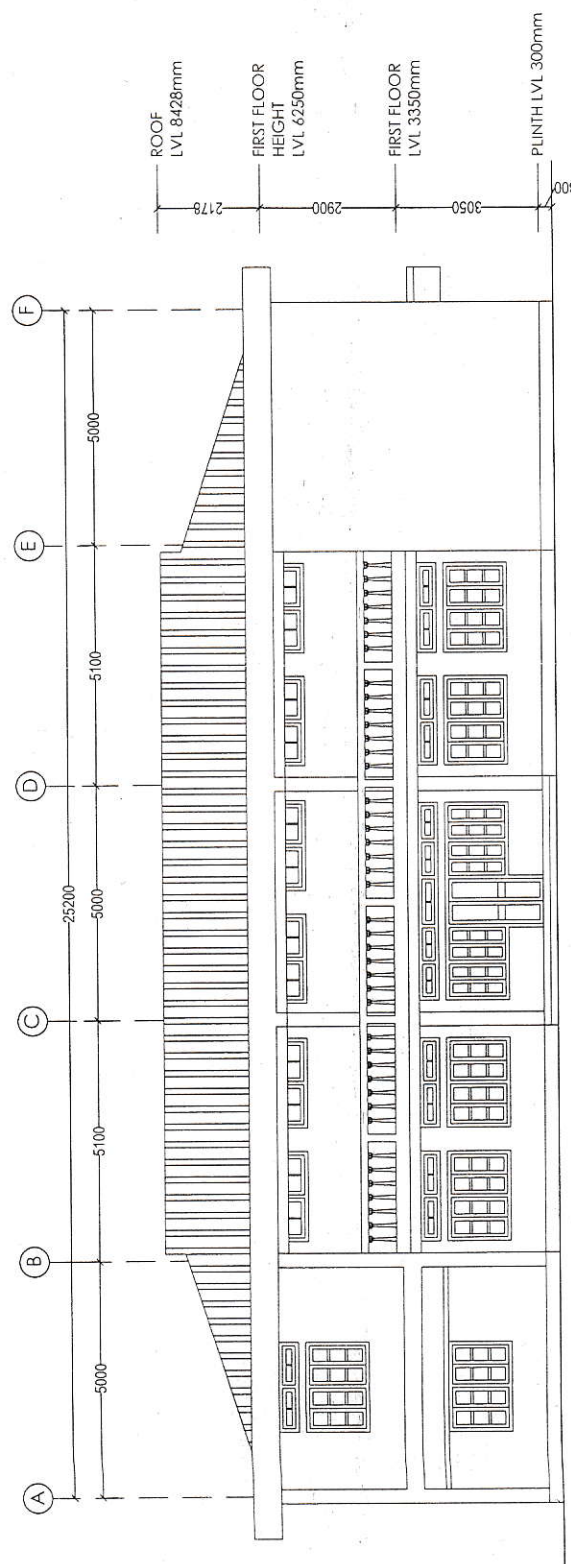 A
B
C
D
E
F
25200
5000
5100
5000
5100
5000
ROOF
LVL 8428mm
2178
FIRST FLOOR
HEIGHT
LVL 6250mm
2900
FIRST FLOOR
LVL 3350mm
3050
PLINTH LVL 300mm